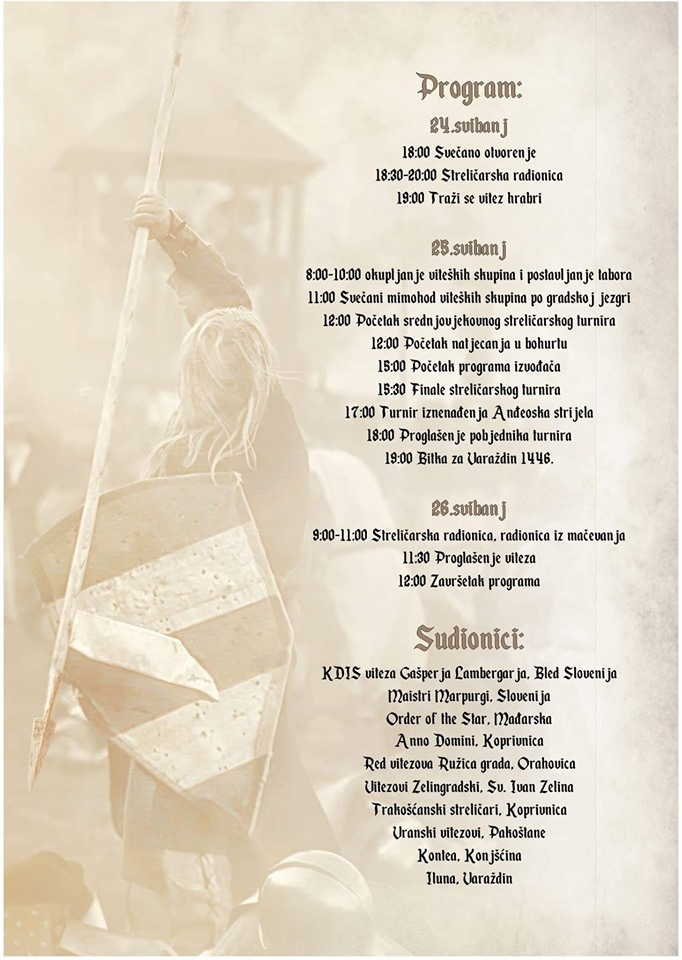 Program:
24.svibanj
18:00 Svečano otvorenje
18:30-20:00 Streličarska radionica
19:00 Traži se vitez hrabri
25.svibanj
8:00-10:00 okupljanje viteških skupina i postavljanje tabora
11:00 Svečani mimohod viteških skupina po gradskoj jezgri
12:00 Početak srednjovjekovnog streličarskog turnira
12:00 Početak natjecanja u bohurtu
15:00 Početak programa izvođača
15:30 Finale streličarskog turnira
17:00 Turnir iznenađenja Anđeoska strijela
18:00 Proglašenje pobjednika turnira
19:00 Bitka za Varaždin 1446.
26.svibanj
9:00-11:00 Streličarska radionica, radionica iz mačevanja
11:30 Proglašenje viteza
12:00 Završetak programa
Sudionici:
KDIS viteza Gašperja Lambergarja, Bled Slovenija
Maistri Marpurgi, Slovenija
Order of the Star, Mađarska
Anno Domini, Koprivnica
Red vitezova Ružica grada, Orahovica
Vitezovi Zelingradski, Sv. Ivan Zelina
Trakošćanski streličari, Koprivnica
Vranski vitezovi, Pakoštane
Kontea, Konjšćina
Iluna, Varaždin